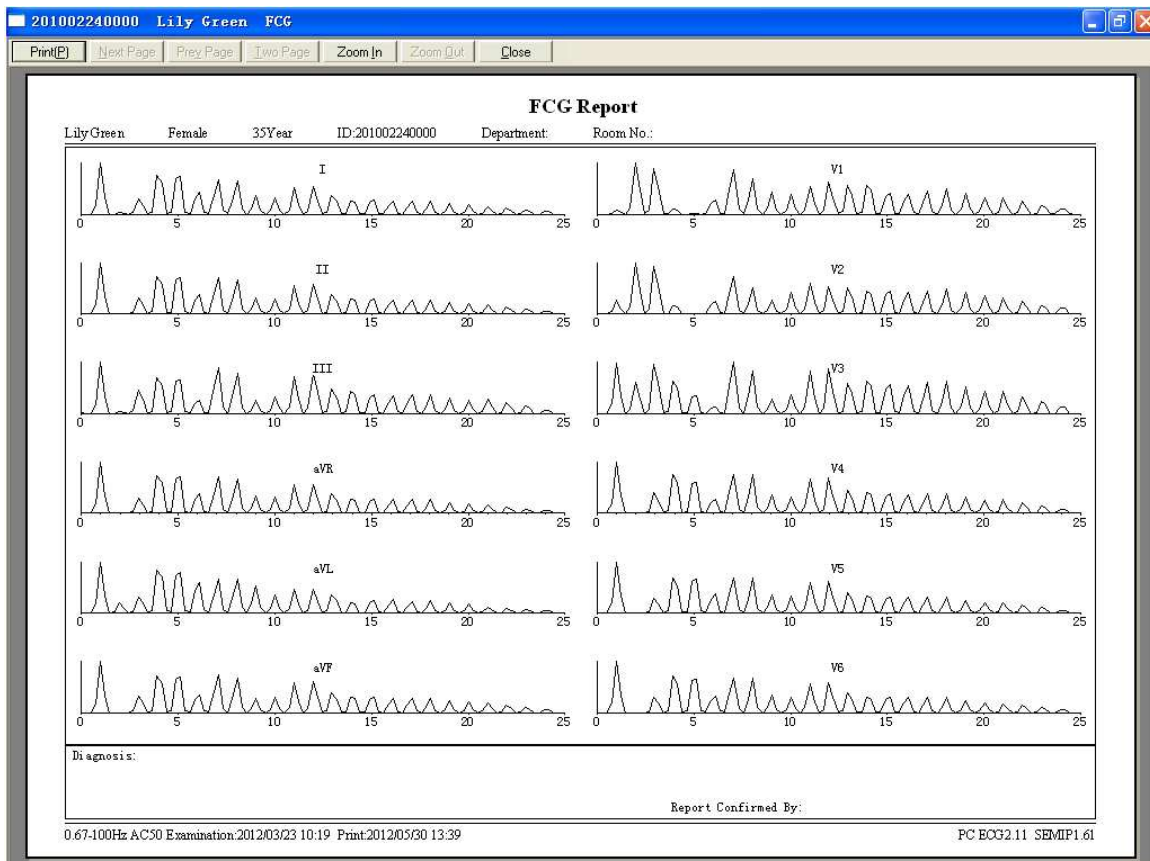 201002240000 Lily Green FCG
Print(P) Next Page Prev Page Two Page Zoom In Zoom Out Close
FCG Report
Lily Green Female 35Year ID:201002240000 Department: Room No.:
I
0 5 10 15 20 25
V1
0 5 10 15 20 25
II
0 5 10 15 20 25
V2
0 5 10 15 20 25
III
0 5 10 15 20 25
V3
0 5 10 15 20 25
aVR
0 5 10 15 20 25
V4
0 5 10 15 20 25
aVL
0 5 10 15 20 25
V5
0 5 10 15 20 25
aVF
0 5 10 15 20 25
V6
0 5 10 15 20 25
Diagnosis:
Report Confirmed By:
0.67-100Hz AC50 Examination:2012/03/23 10:19 Print:2012/05/30 13:39 PC ECG2.11 SEMIP1.61